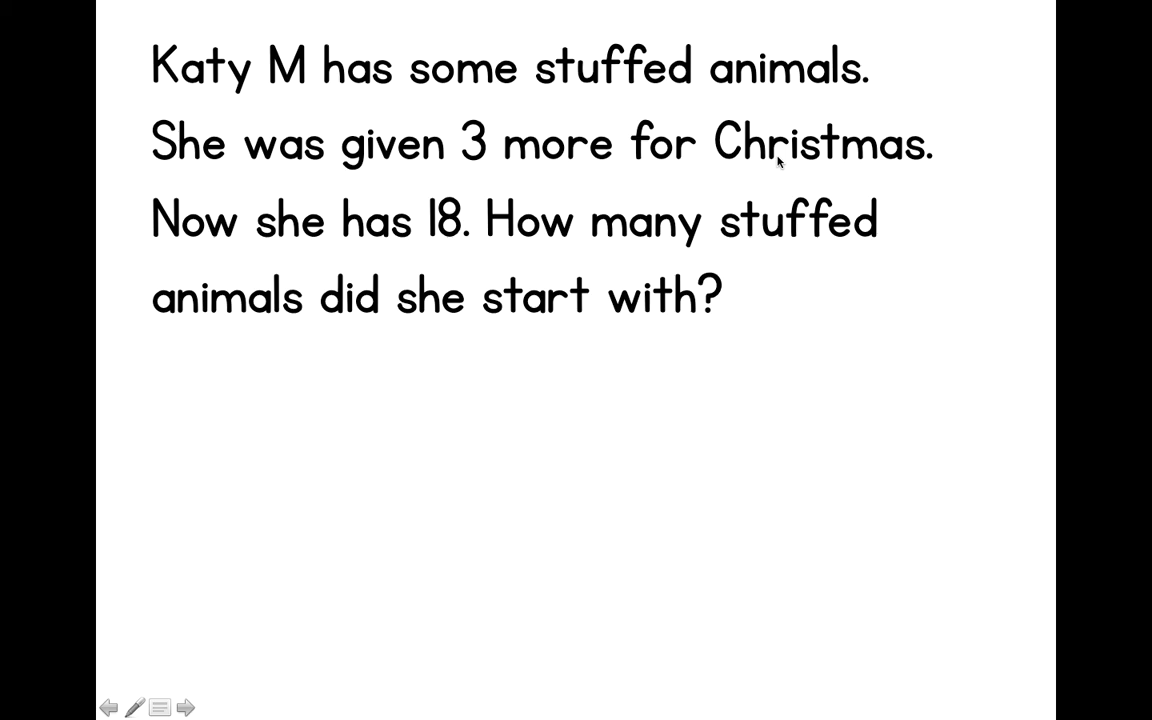 Katy M has some stuffed animals.
She was given 3 more for Christmas.
Now she has 18. How many stuffed
animals did she start with?